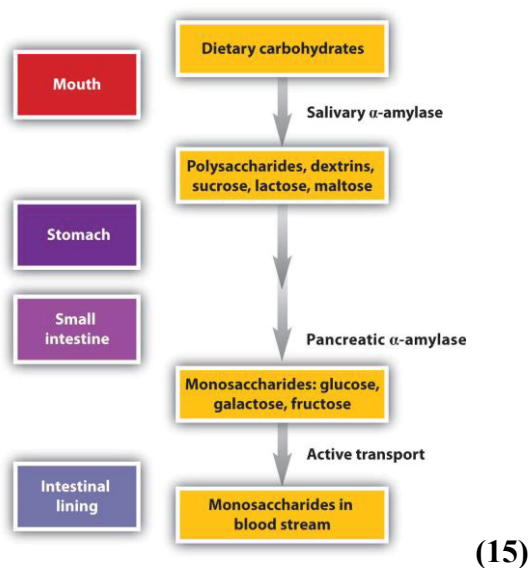 Dietary carbohydrates
Mouth
Salivary α-amylase
Polysaccharides, dextrins,
sucrose, lactose, maltose
Stomach
Small
intestine
Pancreatic α-amylase
Monosaccharides: glucose,
galactose, fructose
Active transport
Intestinal
lining
Monosaccharides in
blood stream
(15)